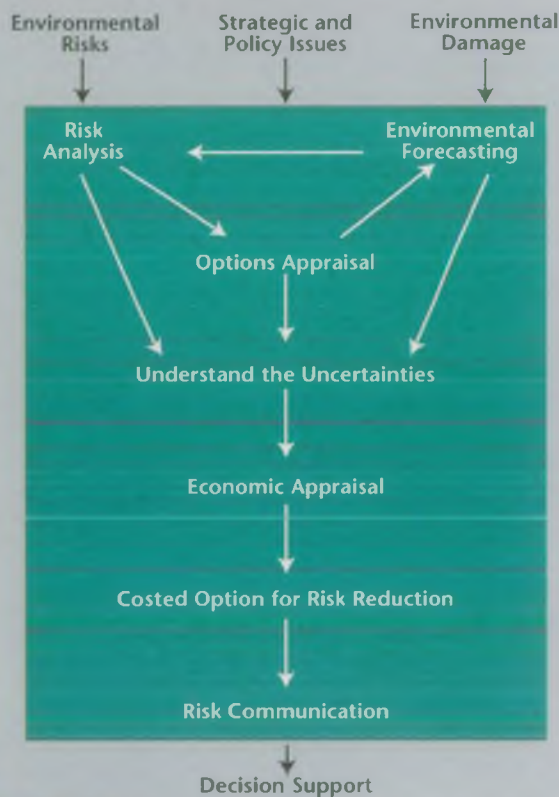 Environmental
Risks
Strategic and
Policy Issues
Environmental
Damage
Risk
Analysis
Environmental
Forecasting
Options Appraisal
Understand the Uncertainties
Economic Appraisal
Costed Option for Risk Reduction
Risk Communication
Decision Support